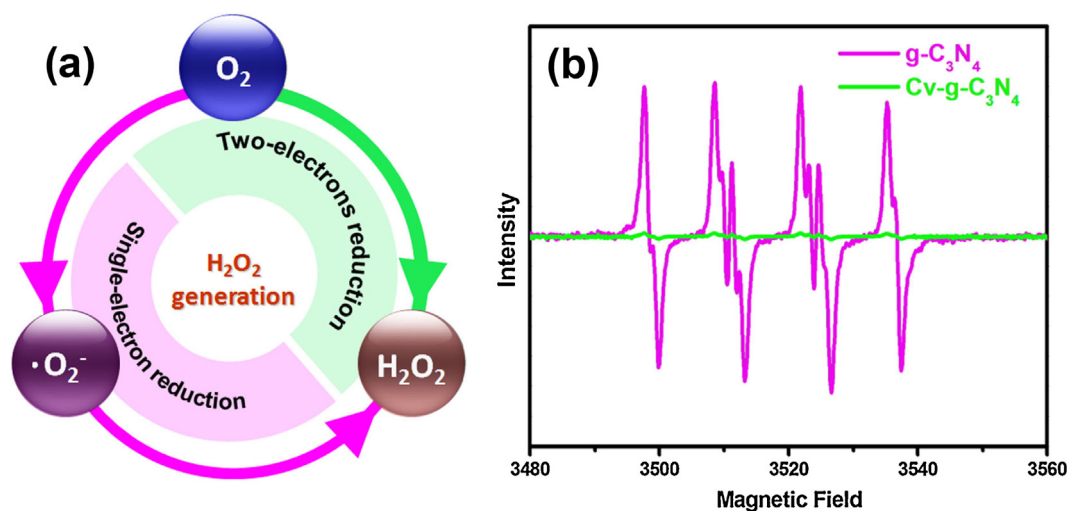 (a)
O₂
Two-electrons reduction
Single-electron reduction
H₂O₂
generation
·O₂⁻
H₂O₂
(b)
g-C₃N₄
Cv-g-C₃N₄
Intensity
3480 3500 3520 3540 3560
Magnetic Field